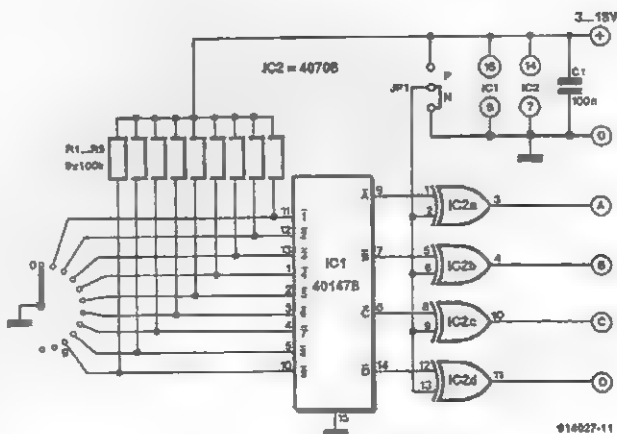 3...18V
+
IC2 = 4070B
P
JP1
N
16
IC1
8
14
IC2
7
C1
100n
0
R1...R9
9x100k
11
12
13
1
2
3
4
5
10
1
2
3
4
5
6
7
8
9
IC1
40147B
A
B
C
D
9
7
6
14
15
11
2
IC2a
3
A
5
6
IC2b
4
B
8
9
IC2c
10
C
12
13
IC2d
11
D
0
9
914027-11